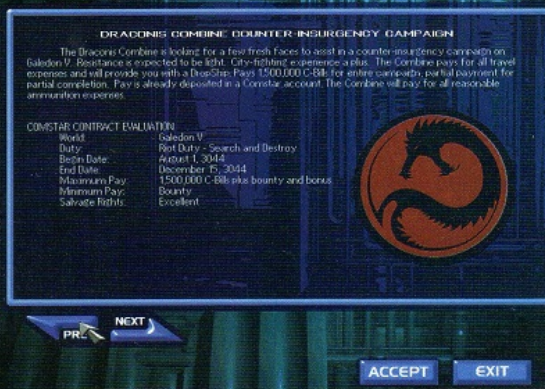 DRACONIS COMBINE COUNTER-INSURGENCY CAMPAIGN
The Draconis Combine is looking for a few fresh faces to assist in a counter-insurgency campaign on
Galedon V. Resistance is expected to be light. City-fighting experience a plus. The Combine pays for all travel
expenses and will provide you with a DropShip. Pays 1,500,000 C-Bills for entire campaign, partial payment for
partial completion. Pay is already deposited in a Comstar account. The Combine will pay for all reasonable
ammunition expenses.
COMSTAR CONTRACT EVALUATION
World: Galedon V
Duty: Riot Duty - Search and Destroy
Begin Date: August 1, 3044
End Date: December 15, 3044
Maximum Pay: 1,500,000 C-Bills plus bounty and bonus
Minimum Pay: Bounty
Salvage Rights: Excellent
PRE
NEXT
ACCEPT
EXIT